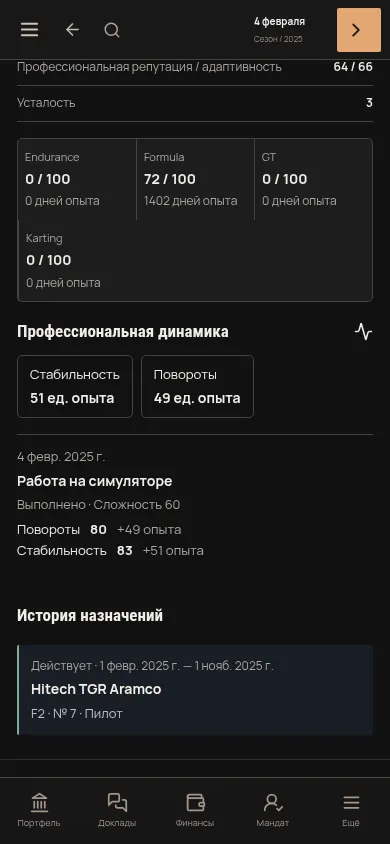 4 февраля
Сезон / 2025
Профессиональная репутация / адаптивность 64 / 66
Усталость 3
Endurance
0 / 100
0 дней опыта
Formula
72 / 100
1402 дней опыта
GT
0 / 100
0 дней опыта
Karting
0 / 100
0 дней опыта
Профессиональная динамика
Стабильность
51 ед. опыта
Повороты
49 ед. опыта
4 февр. 2025 г.
Работа на симуляторе
Выполнено · Сложность 60
Повороты 80 +49 опыта
Стабильность 83 +51 опыта
История назначений
Действует · 1 февр. 2025 г. — 1 нояб. 2025 г.
Hitech TGR Aramco
F2 · № 7 · Пилот
Портфель Доклады Финансы Мандат Ещё